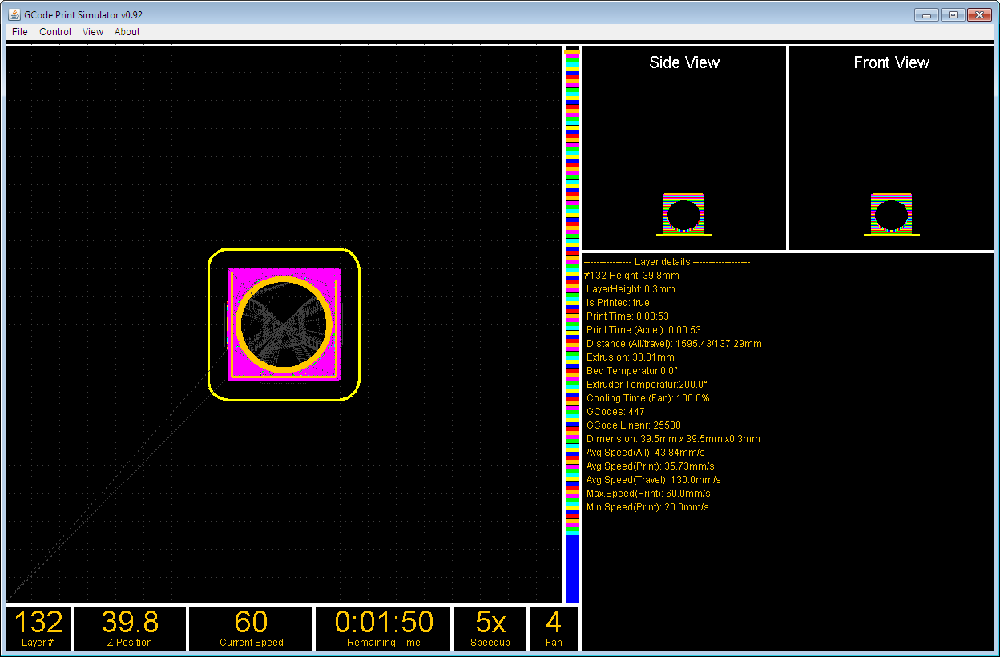 GCode Print Simulator v0.92
File Control View About
Side View
Front View
--------------- Layer details ------------------
#132 Height: 39.8mm
LayerHeight: 0.3mm
Is Printed: true
Print Time: 0:00:53
Print Time (Accel): 0:00:53
Distance (All/travel): 1595.43/137.29mm
Extrusion: 38.31mm
Bed Temperatur:0.0°
Extruder Temperatur:200.0°
Cooling Time (Fan): 100.0%
GCodes: 447
GCode Linenr: 25500
Dimension: 39.5mm x 39.5mm x0.3mm
Avg.Speed(All): 43.84mm/s
Avg.Speed(Print): 35.73mm/s
Avg.Speed(Travel): 130.0mm/s
Max.Speed(Print): 60.0mm/s
Min.Speed(Print): 20.0mm/s
132
Layer #
39.8
Z-Position
60
Current Speed
0:01:50
Remaining Time
5x
Speedup
4
Fan